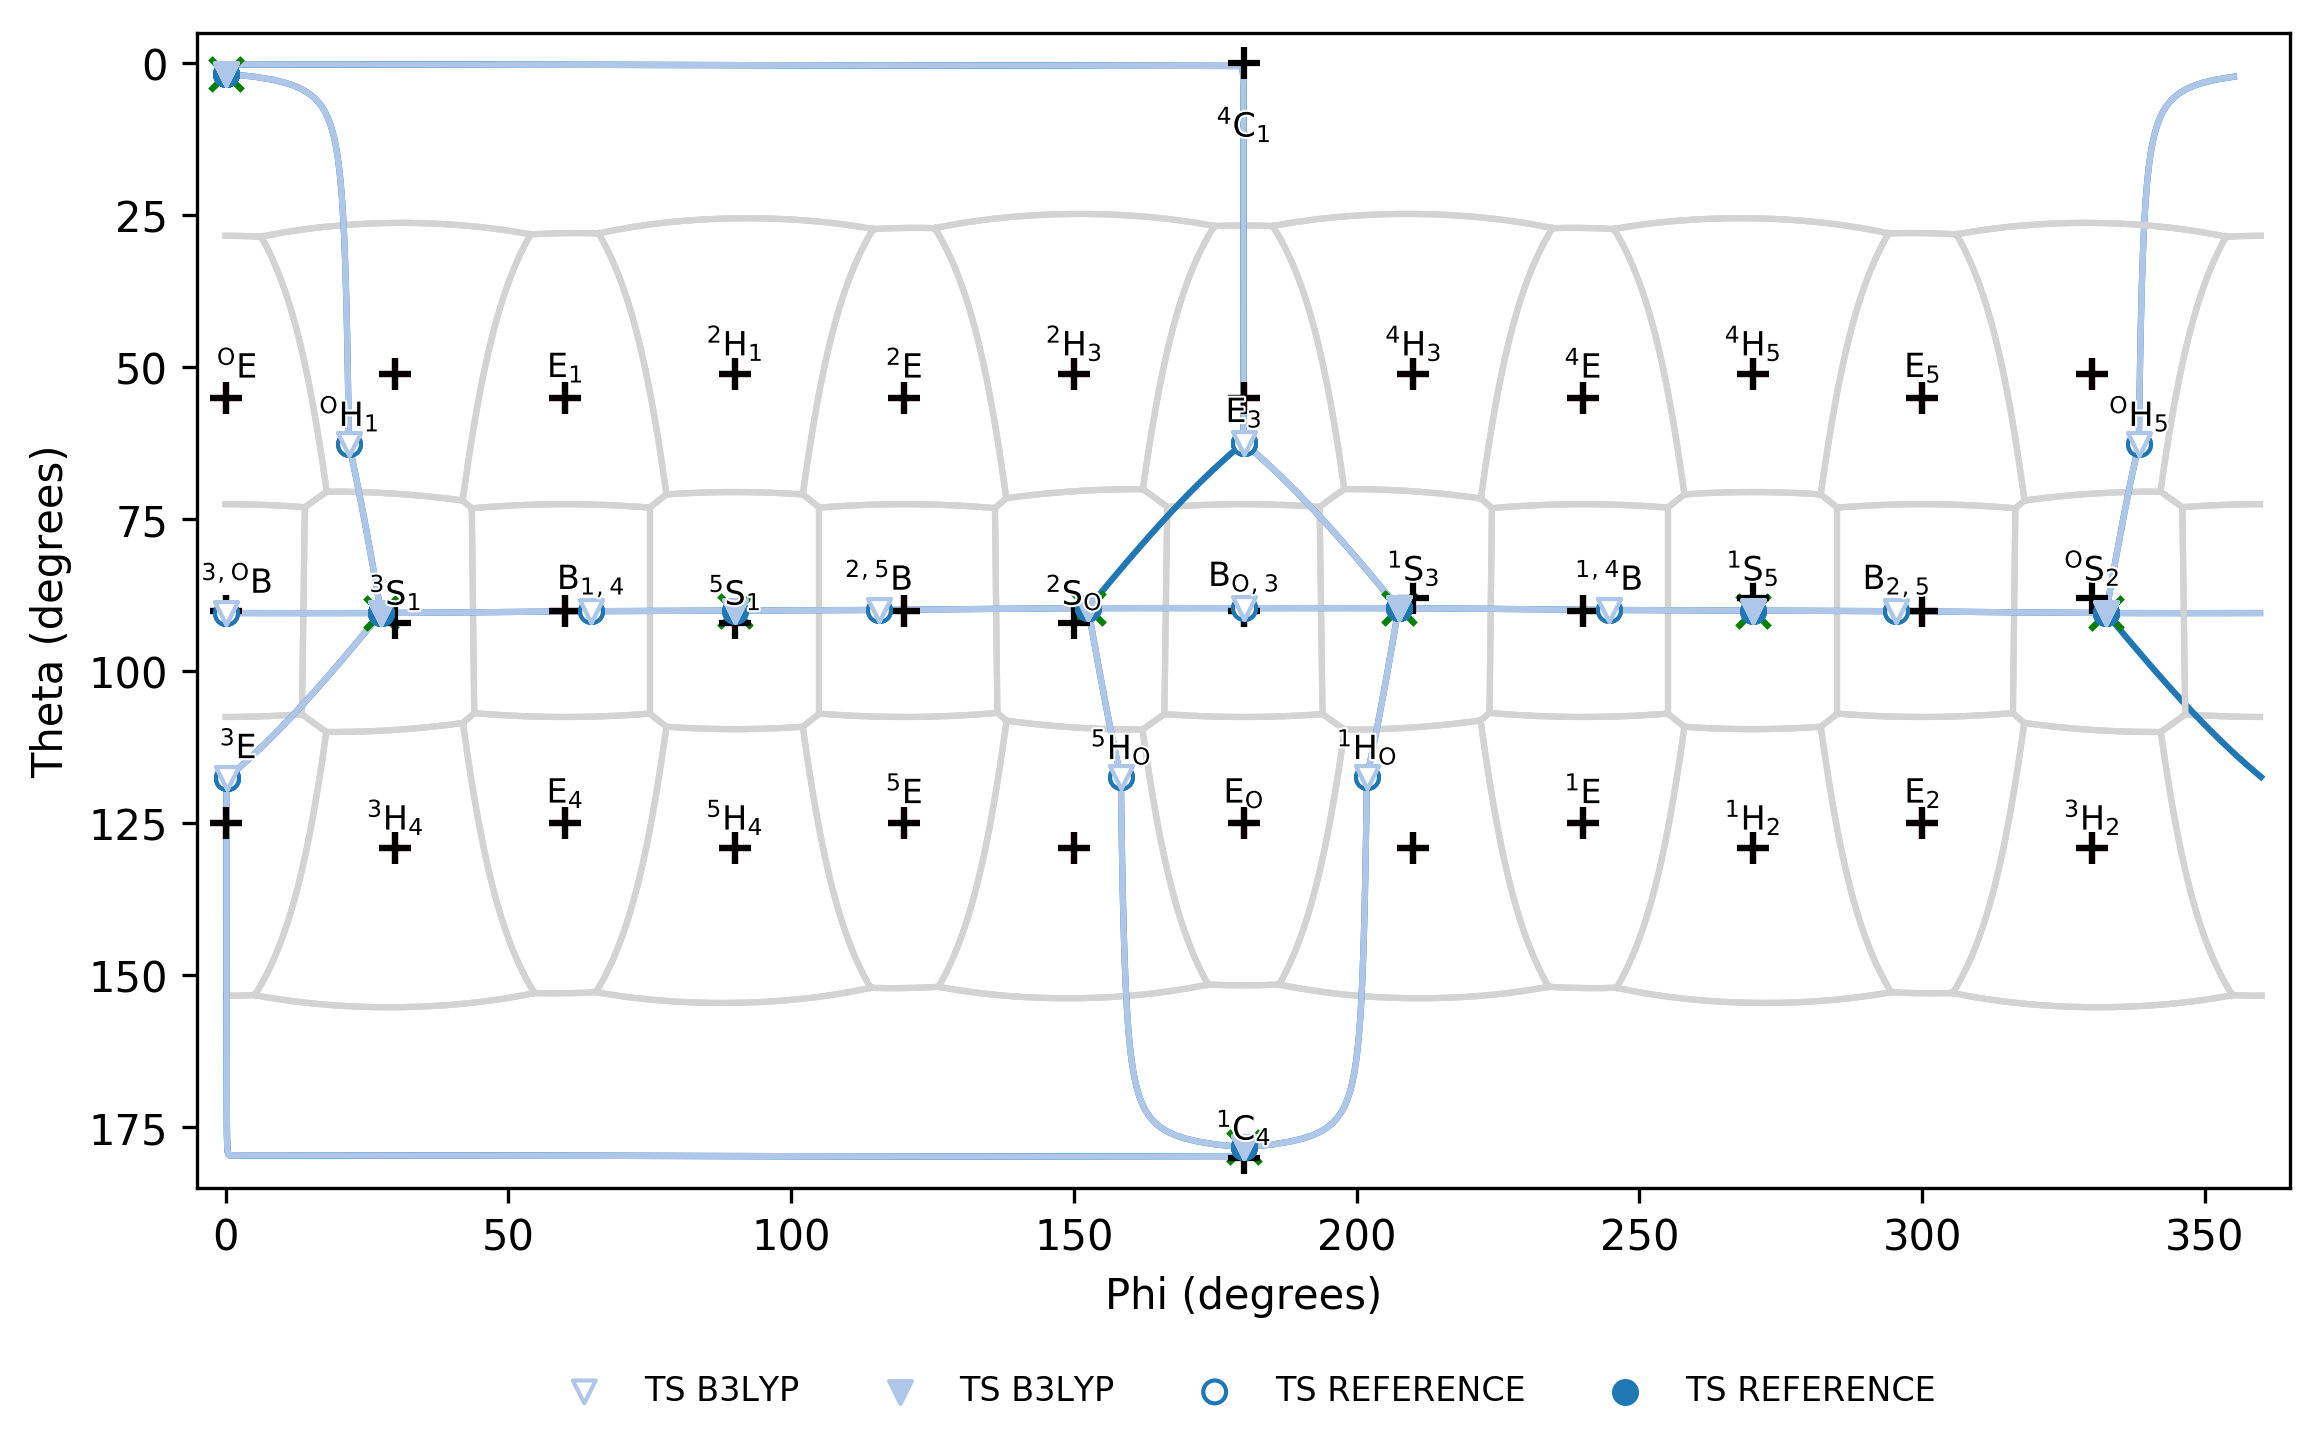 0
⁴C₁
25
²H₁
²H₃
⁴H₃
⁴H₅
50
ᴼE
E₁
²E
E₃
⁴E
E₅
ᴼH₁
ᴼH₅
75
³,ᴼB
³S₁
B₁,₄
⁵S₁
²,⁵B
²Sₒ
Bₒ,₃
¹S₃
¹,⁴B
¹S₅
B₂,₅
ᴼS₂
100
³E
⁵Hₒ
¹Hₒ
125
³H₄
E₄
⁵H₄
⁵E
Eₒ
¹E
¹H₂
E₂
³H₂
150
175
¹C₄
Theta (degrees)
0 50 100 150 200 250 300 350
Phi (degrees)
TS B3LYP TS B3LYP TS REFERENCE TS REFERENCE